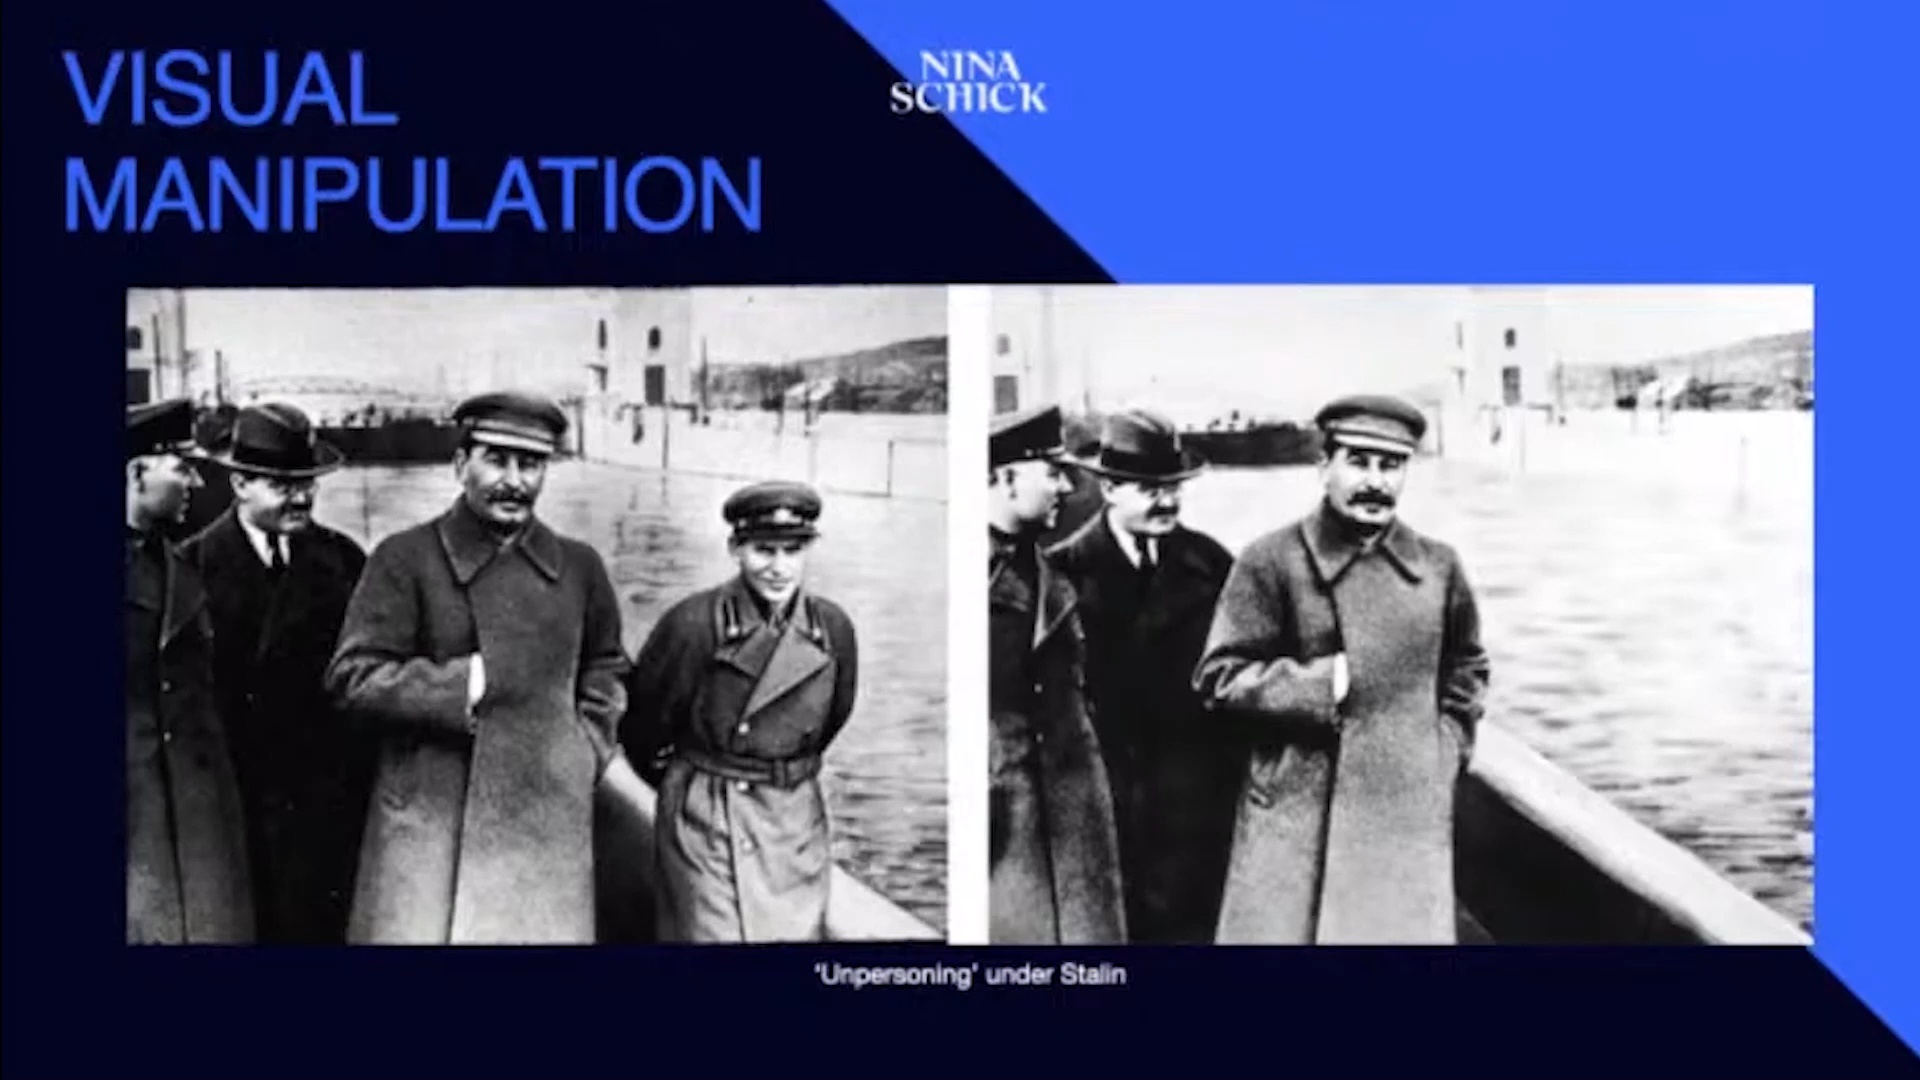 VISUAL
MANIPULATION
NINA
SCHICK
‘Unpersoning’ under Stalin